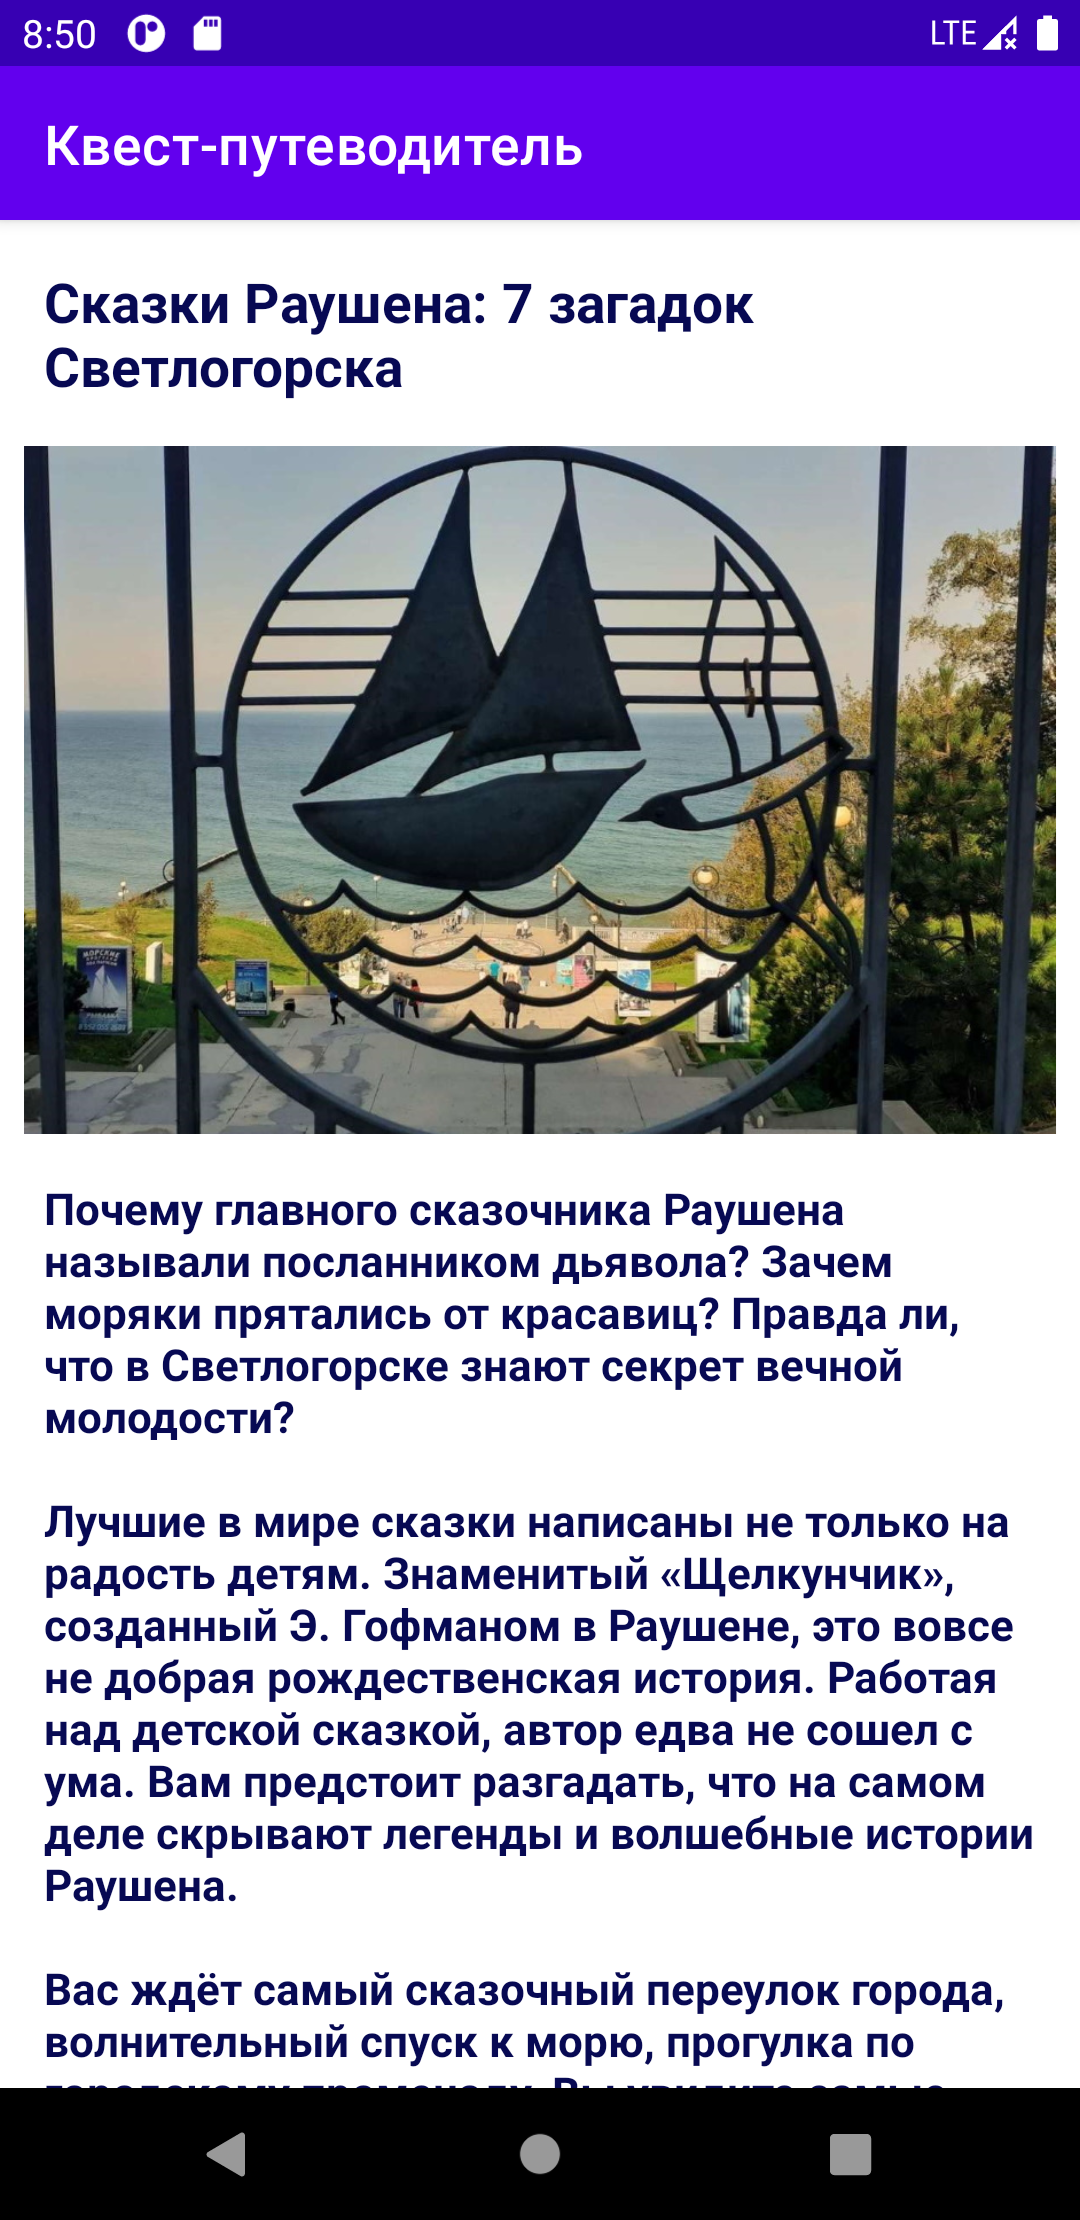 8:50
LTE
Квест-путеводитель
Сказки Раушена: 7 загадок
Светлогорска
МОРСКИЕ
Почему главного сказочника Раушена
называли посланником дьявола? Зачем
моряки прятались от красавиц? Правда ли,
что в Светлогорске знают секрет вечной
молодости?
Лучшие в мире сказки написаны не только на
радость детям. Знаменитый «Щелкунчик»,
созданный Э. Гофманом в Раушене, это вовсе
не добрая рождественская история. Работая
над детской сказкой, автор едва не сошел с
ума. Вам предстоит разгадать, что на самом
деле скрывают легенды и волшебные истории
Раушена.
Вас ждёт самый сказочный переулок города,
волнительный спуск к морю, прогулка по